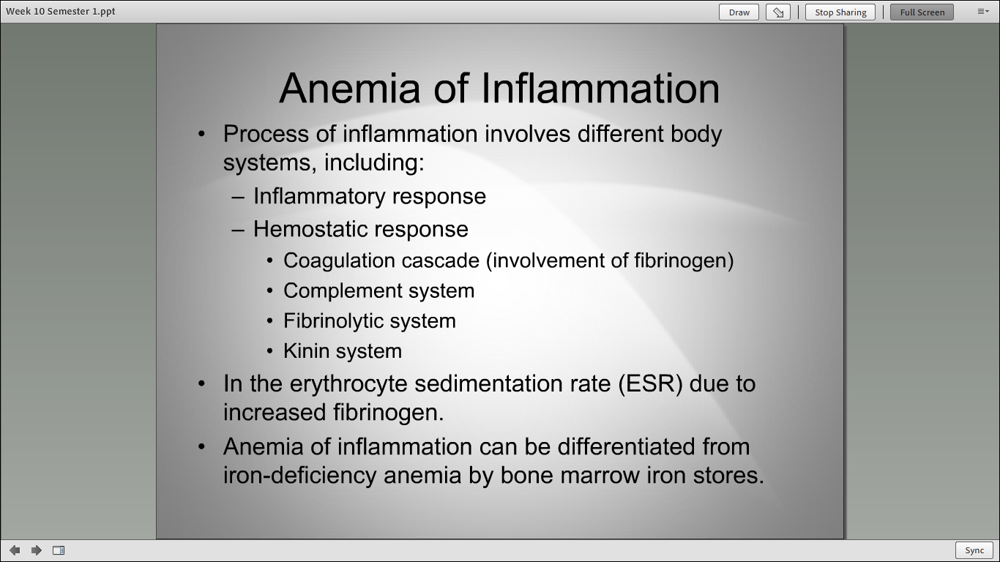 Week 10 Semester 1.ppt
Draw
Stop Sharing
Full Screen
Anemia of Inflammation
• Process of inflammation involves different body
systems, including:
– Inflammatory response
– Hemostatic response
• Coagulation cascade (involvement of fibrinogen)
• Complement system
• Fibrinolytic system
• Kinin system
• In the erythrocyte sedimentation rate (ESR) due to
increased fibrinogen.
• Anemia of inflammation can be differentiated from
iron-deficiency anemia by bone marrow iron stores.
Sync